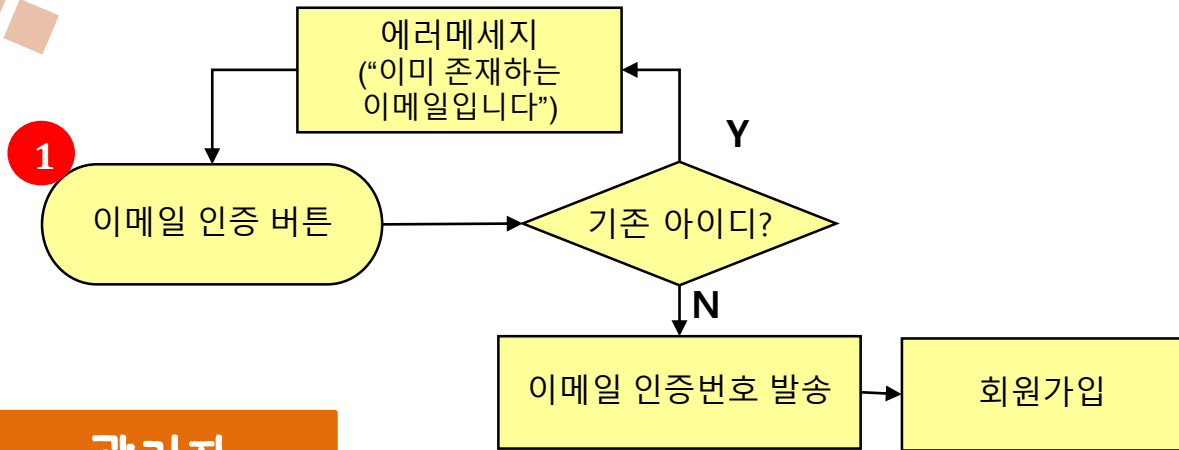 에러메세지
(“이미 존재하는
이메일입니다”)
Y
1
이메일 인증 버튼
기존 아이디?
N
이메일 인증번호 발송
회원가입